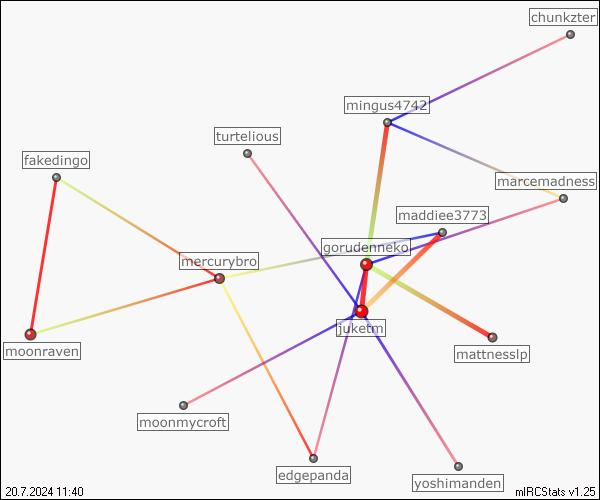 chunkzter
mingus4742
turtelious
fakedingo
marcemadness
maddiee3773
gorudenneko
mercurybro
juketm
moonraven
mattnesslp
moonmycroft
edgepanda
yoshimanden
20.7.2024 11:40
mIRCStats v1.25